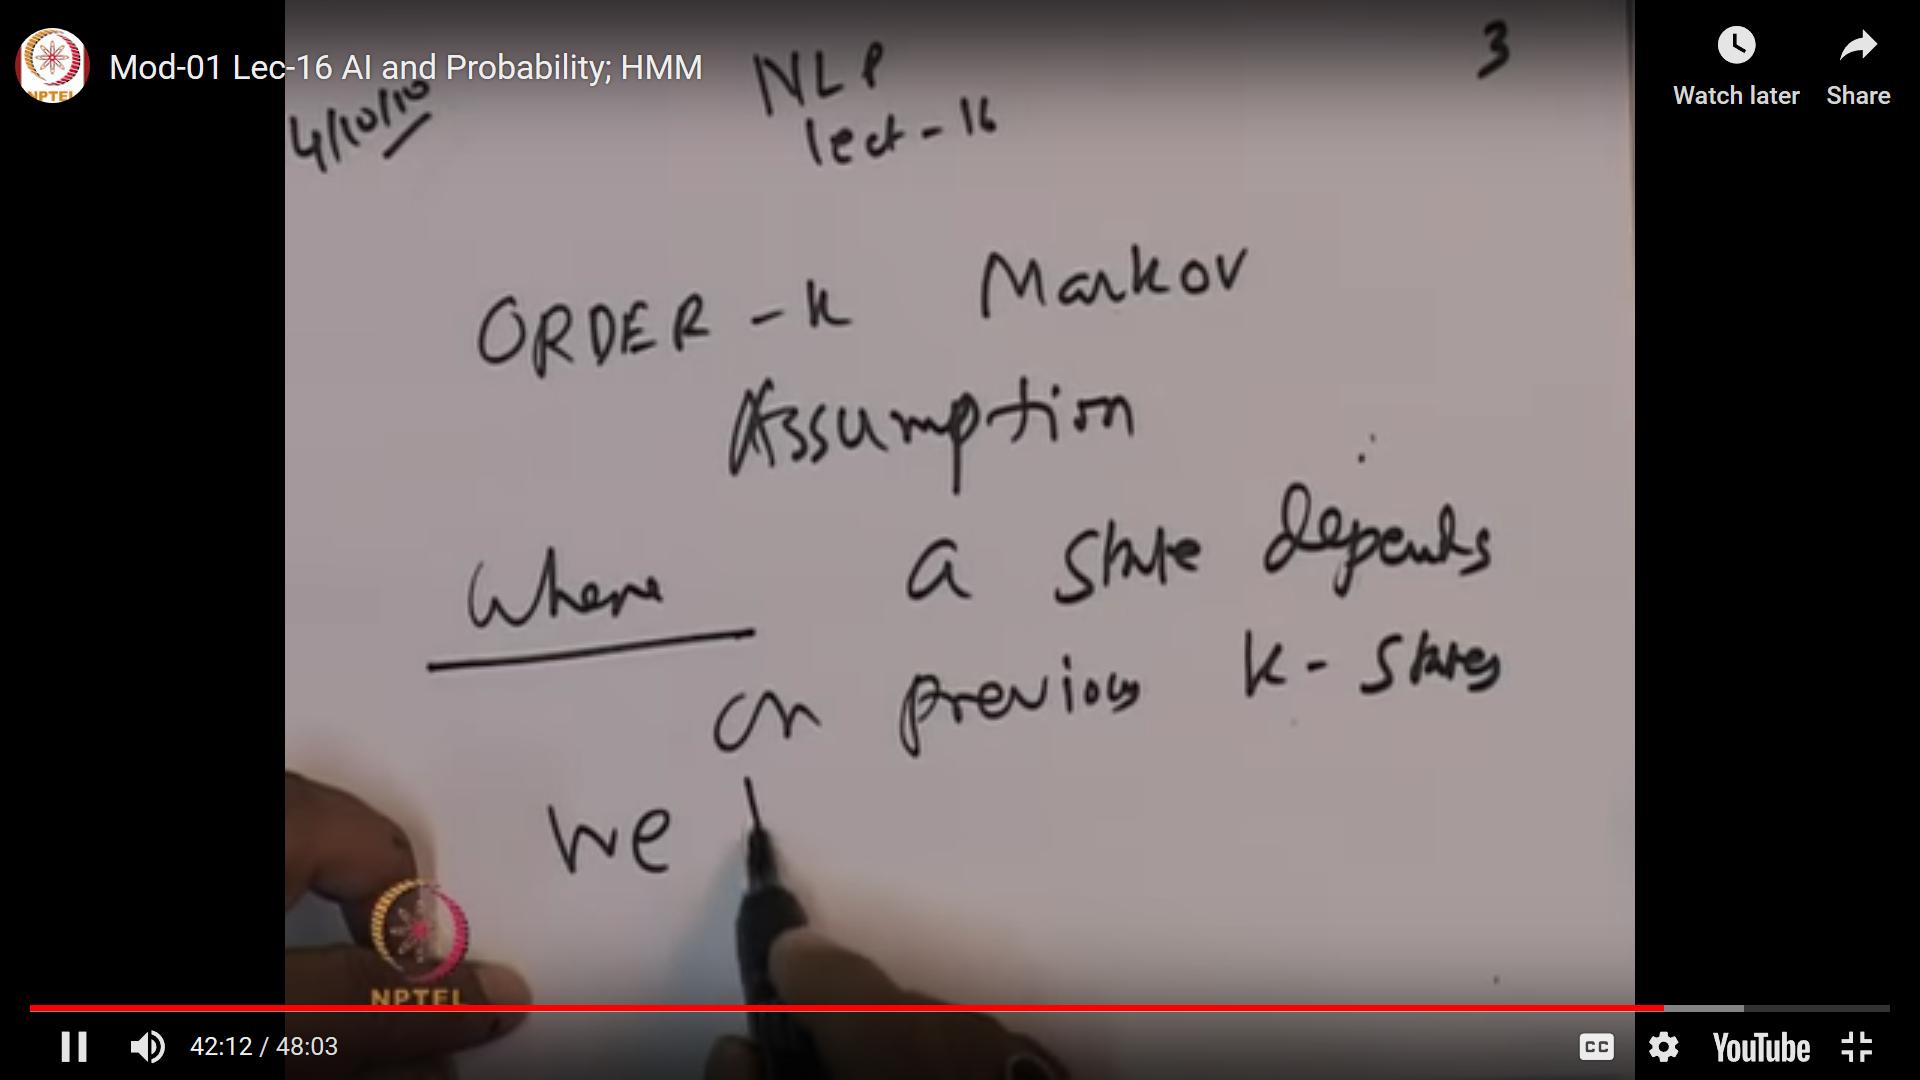 Mod-01 Lec-16 AI and Probability; HMM
Watch later
Share
NPTEL
4/10/10
NLP
lect-16
3
ORDER-k Markov
Assumption
Where a state depends
on previous k-states
we
NPTEL
42:12 / 48:03
CC
YouTube